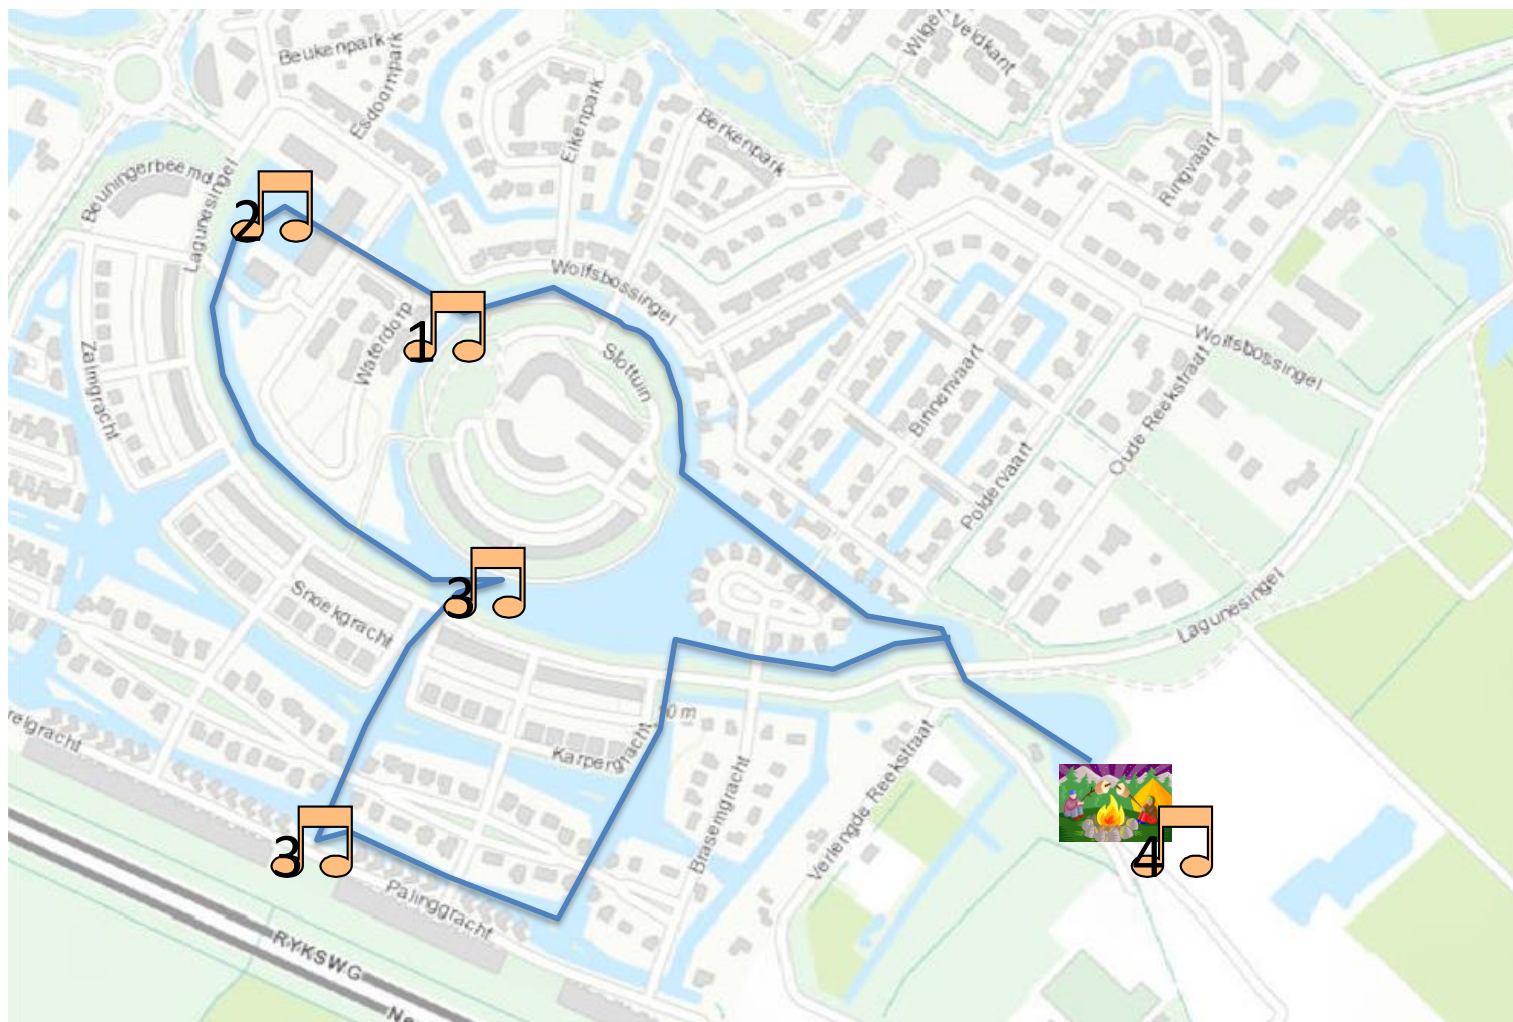 Beukenpark
Esdoornpark
Eikenpark
Berkenpark
Veldkant
Ringvaart
Beuningerbeemd
Lagunesingel
2
Wolfsbossingel
Waterdorp
1
Slottuin
Zalmgracht
Binnenvaart
Wolfsbossingel
Oude Reekstraat
Poldervaart
3
Snoekgracht
Lagunesingel
10 m
Karpergracht
Brasemgracht
Verlengde Reekstraat
3
4
Palinggracht
RYKSWG